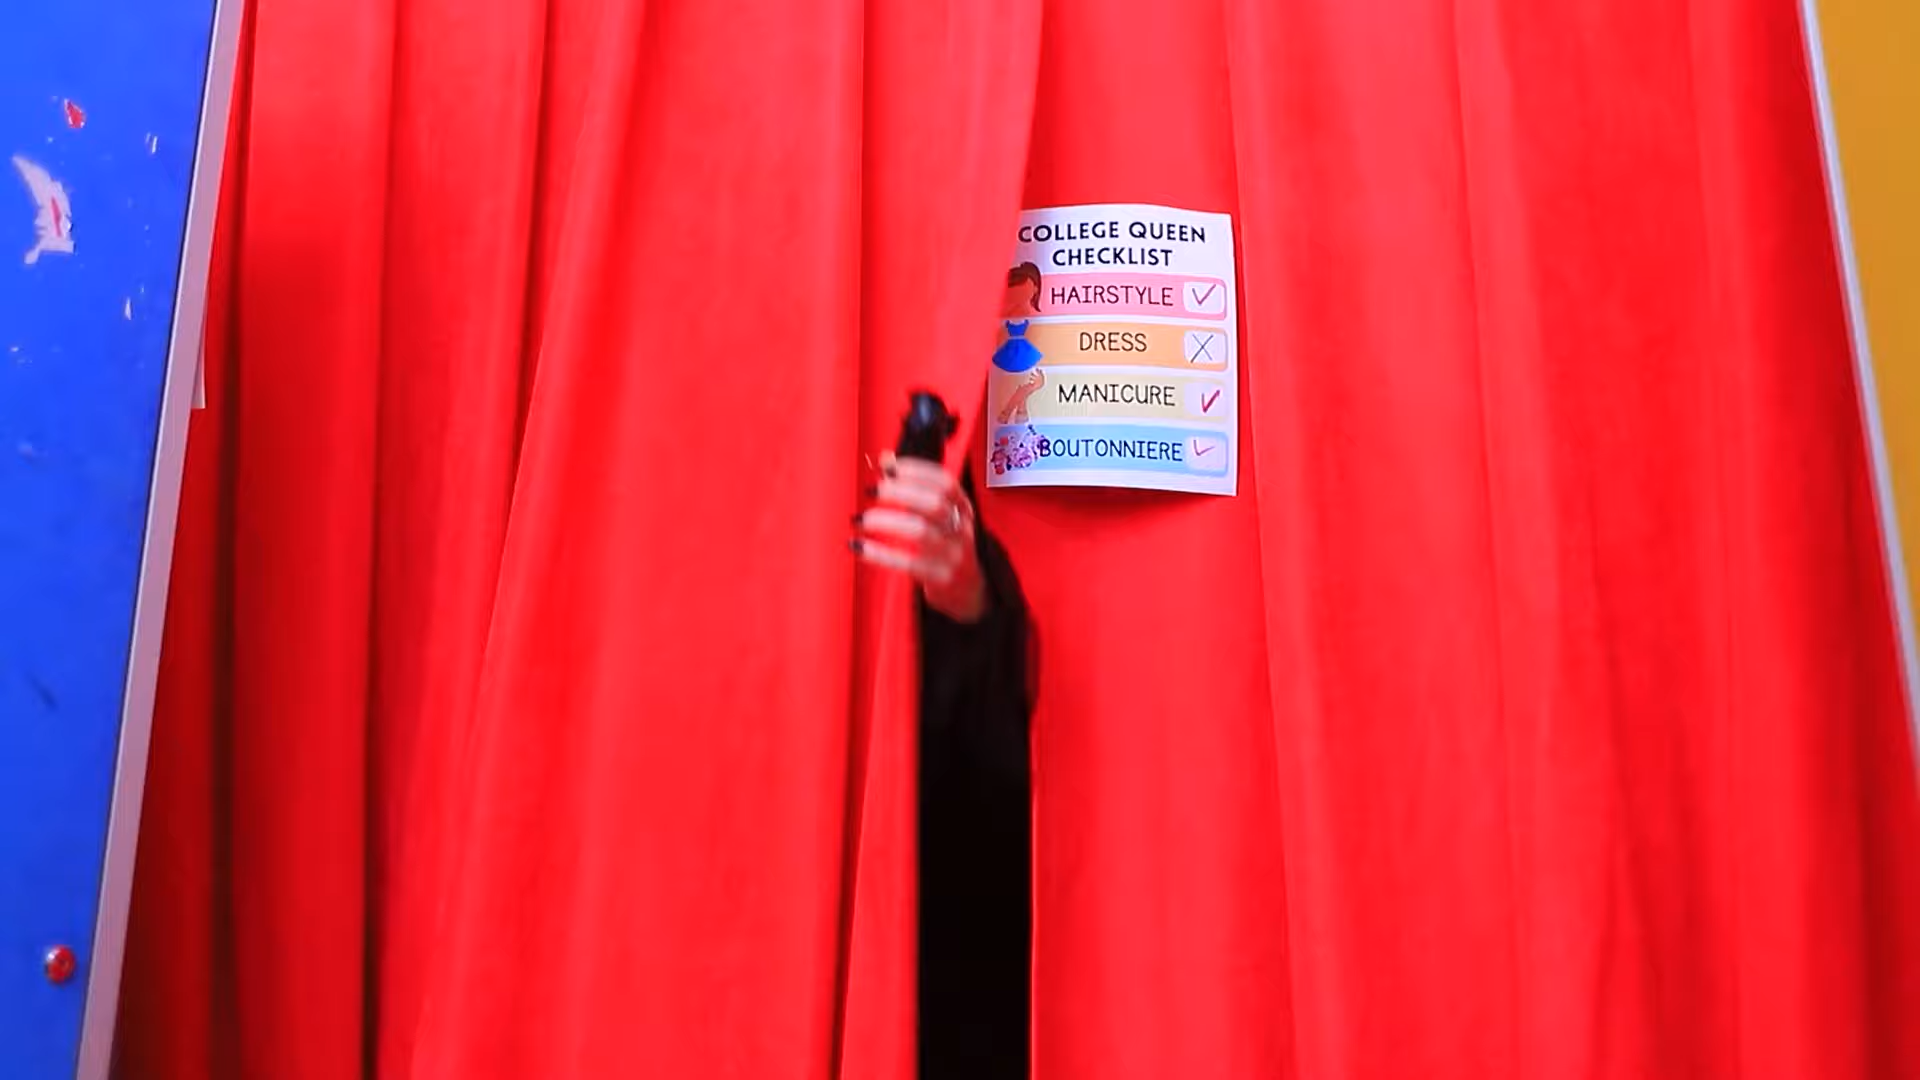 COLLEGE QUEEN
CHECKLIST
HAIRSTYLE
DRESS
MANICURE
BOUTONNIERE